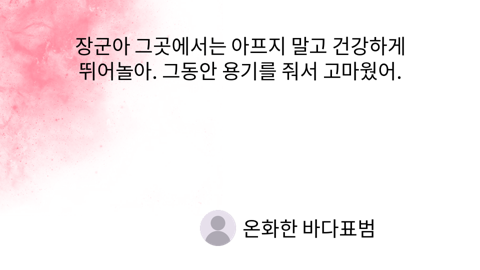 장군아 그곳에서는 아프지 말고 건강하게
뛰어놀아. 그동안 용기를 줘서 고마웠어.
온화한 바다표범